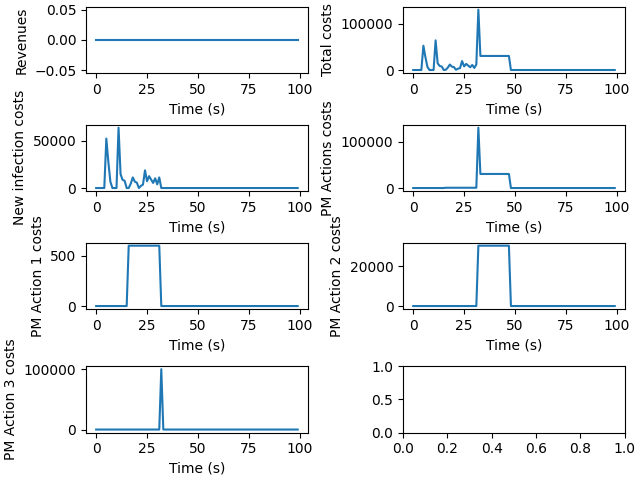 Revenues
0.05
0.00
−0.05
0 25 50 75 100
Time (s)
Total costs
100000
0
0 25 50 75 100
Time (s)
New infection costs
50000
0
0 25 50 75 100
Time (s)
PM Actions costs
100000
0
0 25 50 75 100
Time (s)
PM Action 1 costs
500
0
0 25 50 75 100
Time (s)
PM Action 2 costs
20000
0
0 25 50 75 100
Time (s)
PM Action 3 costs
100000
0
0 25 50 75 100
Time (s)
1.0
0.5
0.0
0.0 0.2 0.4 0.6 0.8 1.0